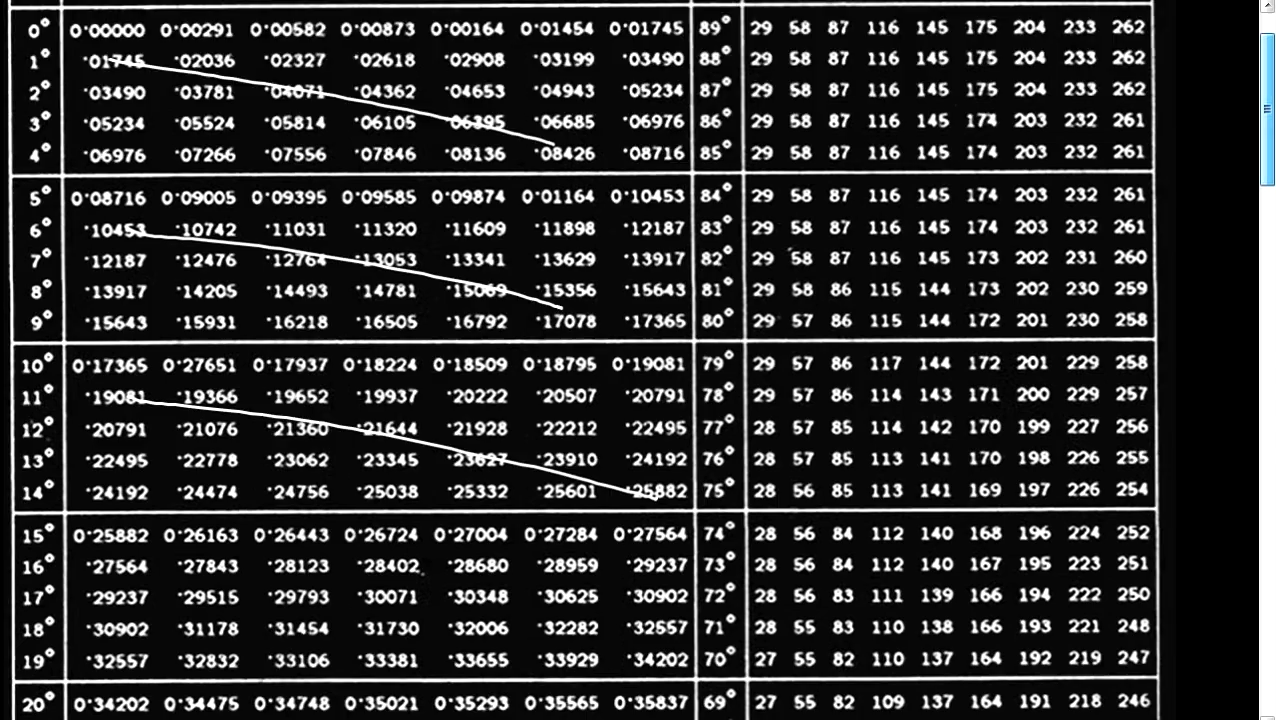 0° 0·00000 0·00291 0·00582 0·00873 0·00164 0·01454 0·01745 89° 29 58 87 116 145 175 204 233 262
1° ·01745 ·02036 ·02327 ·02618 ·02908 ·03199 ·03490 88° 29 58 87 116 145 175 204 233 262
2° ·03490 ·03781 ·04071 ·04362 ·04653 ·04943 ·05234 87° 29 58 87 116 145 175 204 233 262
3° ·05234 ·05524 ·05814 ·06105 ·06395 ·06685 ·06976 86° 29 58 87 116 145 174 203 232 261
4° ·06976 ·07266 ·07556 ·07846 ·08136 ·08426 ·08716 85° 29 58 87 116 145 174 203 232 261
5° 0·08716 0·09005 0·09395 0·09585 0·09874 0·01164 0·10453 84° 29 58 87 116 145 174 203 232 261
6° ·10453 ·10742 ·11031 ·11320 ·11609 ·11898 ·12187 83° 29 58 87 116 145 174 203 232 261
7° ·12187 ·12476 ·12764 ·13053 ·13341 ·13629 ·13917 82° 29 58 87 116 145 173 202 231 260
8° ·13917 ·14205 ·14493 ·14781 ·15069 ·15356 ·15643 81° 29 58 86 115 144 173 202 230 259
9° ·15643 ·15931 ·16218 ·16505 ·16792 ·17078 ·17365 80° 29 57 86 115 144 172 201 230 258
10° 0·17365 0·27651 0·17937 0·18224 0·18509 0·18795 0·19081 79° 29 57 86 117 144 172 201 229 258
11° ·19081 ·19366 ·19652 ·19937 ·20222 ·20507 ·20791 78° 29 57 86 114 143 171 200 229 257
12° ·20791 ·21076 ·21360 ·21644 ·21928 ·22212 ·22495 77° 28 57 85 114 142 170 199 227 256
13° ·22495 ·22778 ·23062 ·23345 ·23627 ·23910 ·24192 76° 28 57 85 113 141 170 198 226 255
14° ·24192 ·24474 ·24756 ·25038 ·25332 ·25601 ·25882 75° 28 56 85 113 141 169 197 226 254
15° 0·25882 0·26163 0·26443 0·26724 0·27004 0·27284 0·27564 74° 28 56 84 112 140 168 196 224 252
16° ·27564 ·27843 ·28123 ·28402 ·28680 ·28959 ·29237 73° 28 56 84 112 140 167 195 223 251
17° ·29237 ·29515 ·29793 ·30071 ·30348 ·30625 ·30902 72° 28 56 83 111 139 166 194 222 250
18° ·30902 ·31178 ·31454 ·31730 ·32006 ·32282 ·32557 71° 28 55 83 110 138 166 193 221 248
19° ·32557 ·32832 ·33106 ·33381 ·33655 ·33929 ·34202 70° 27 55 82 110 137 164 192 219 247
20° 0·34202 0·34475 0·34748 0·35021 0·35293 0·35565 0·35837 69° 27 55 82 109 137 164 191 218 246